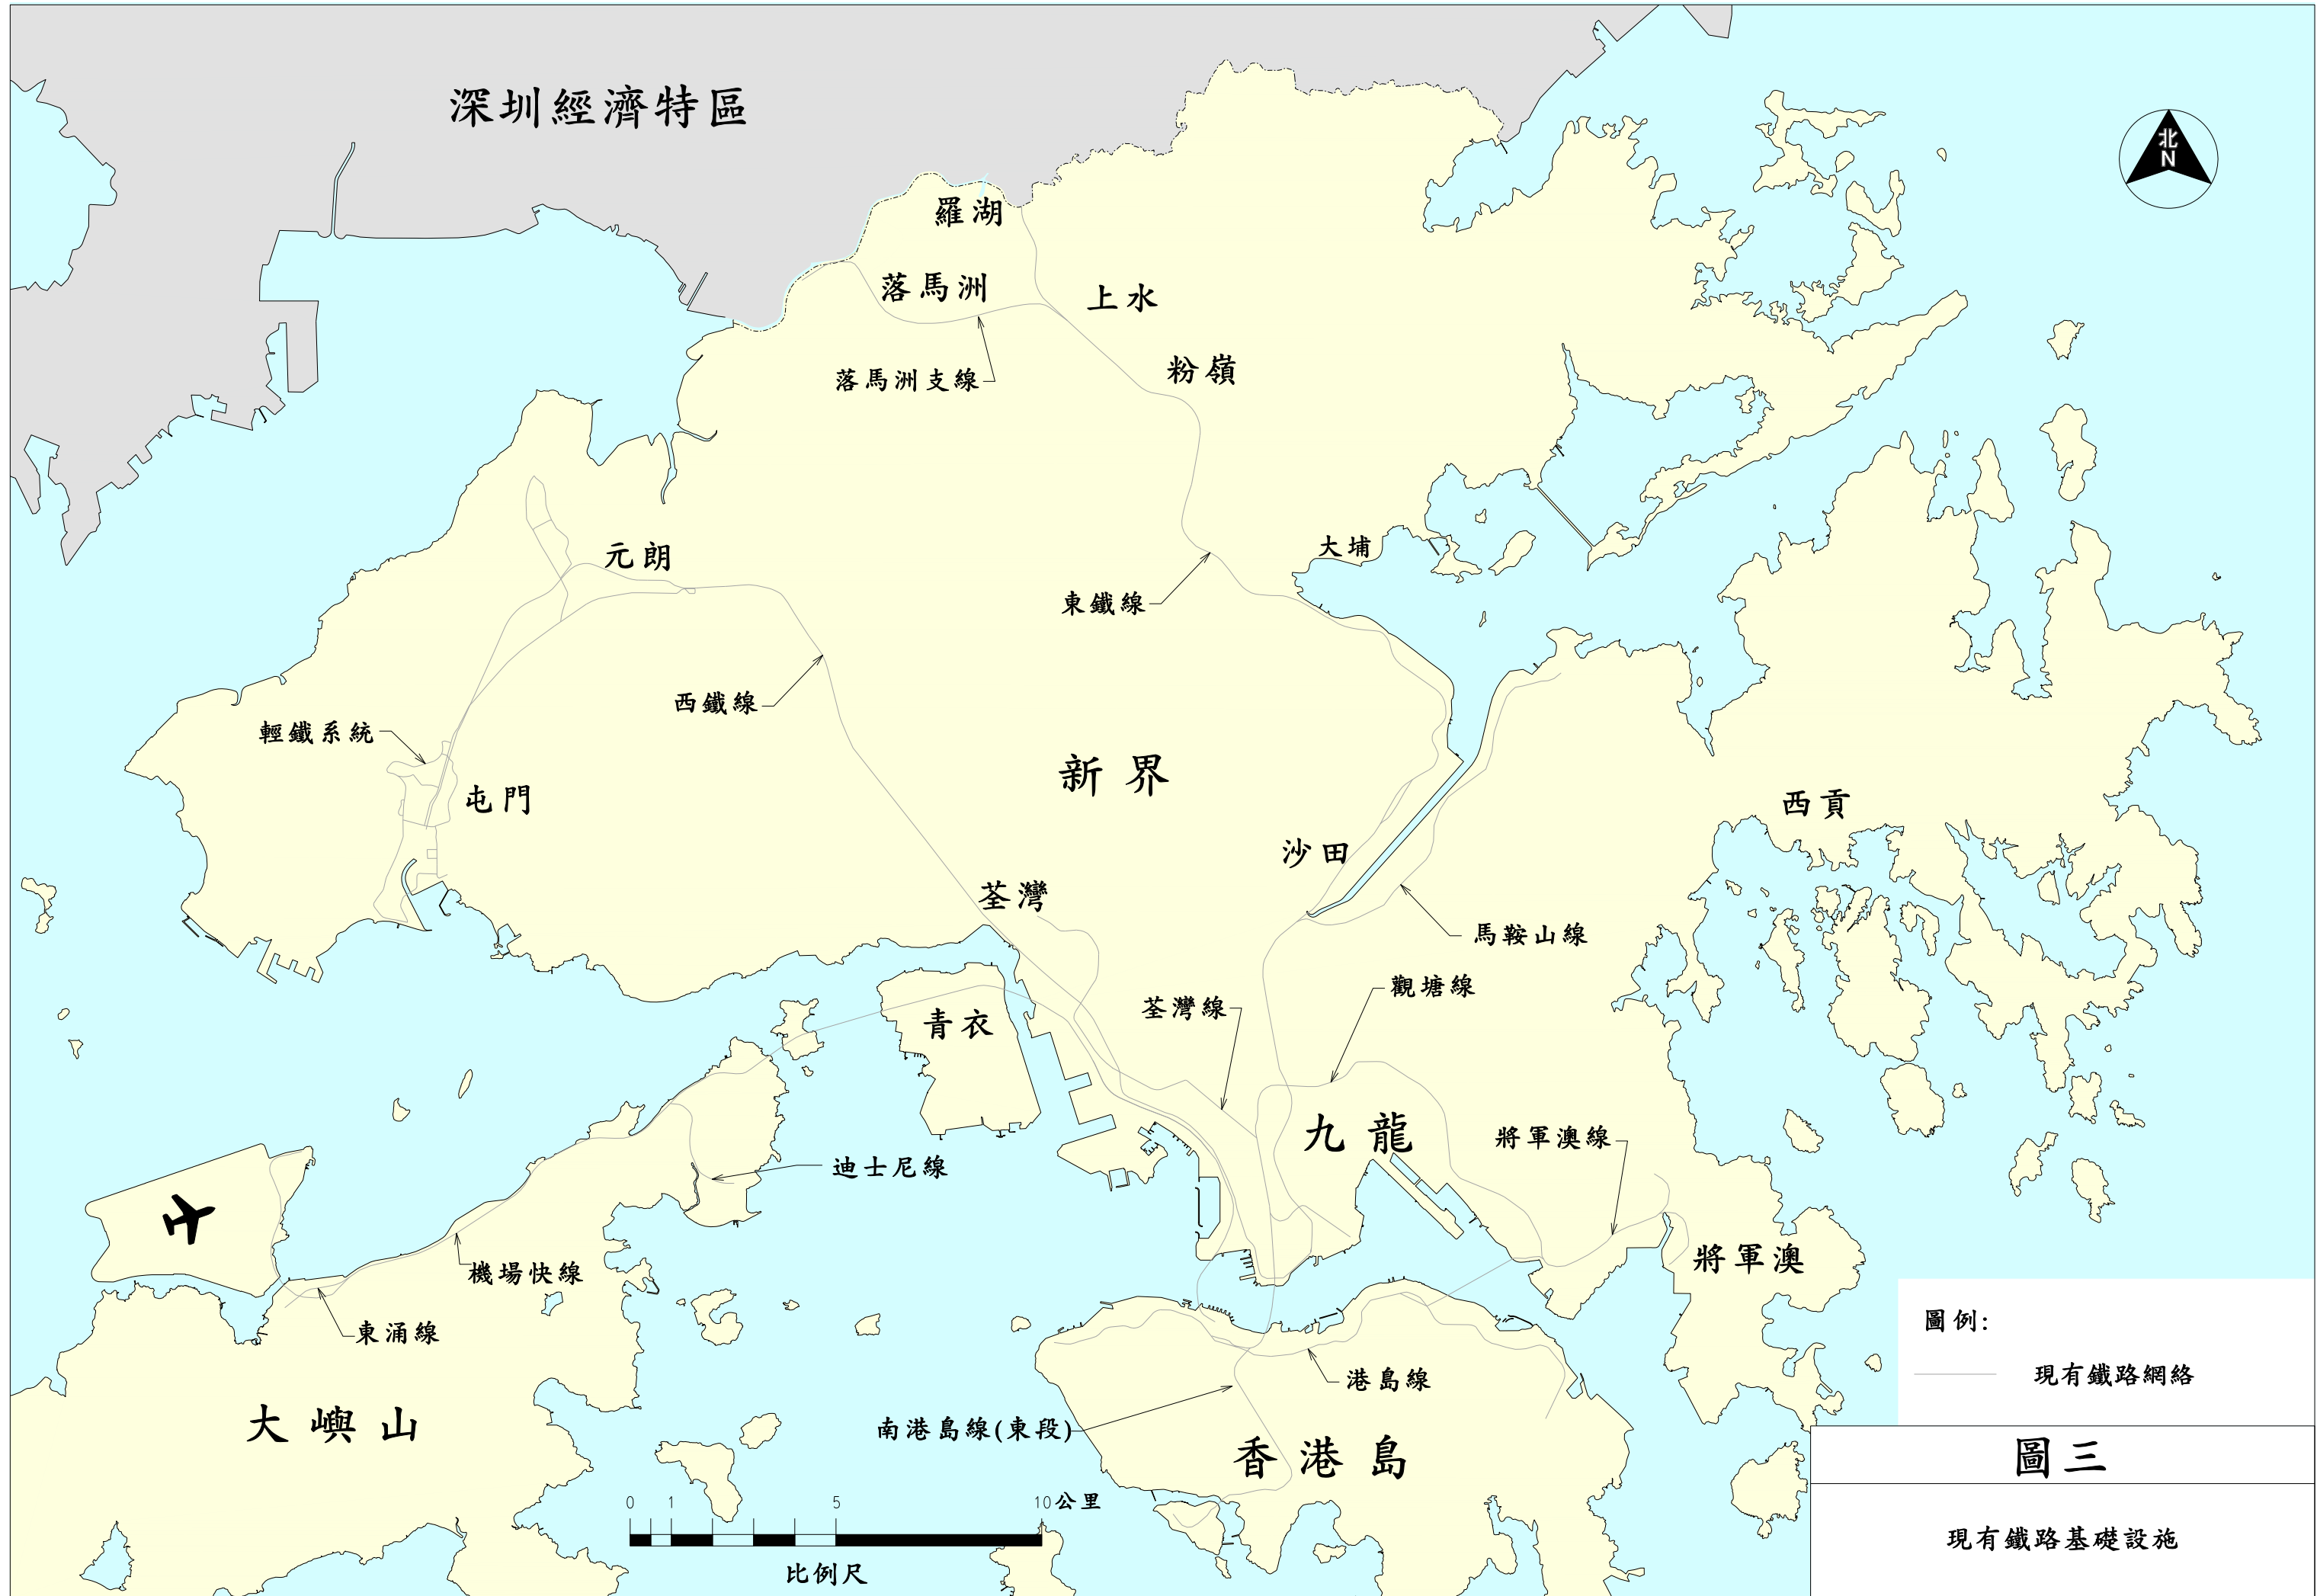 深圳經濟特區
北
N
羅湖
落馬洲
上水
落馬洲支線
粉嶺
元朗
大埔
東鐵線
西鐵線
輕鐵系統
新界
屯門
西貢
沙田
荃灣
馬鞍山線
觀塘線
荃灣線
青衣
九龍
將軍澳線
迪士尼線
將軍澳
機場快線
東涌線
圖例:
現有鐵路網絡
港島線
大嶼山
南港島線(東段)
香港島
圖三
0 1 5 10公里
現有鐵路基礎設施
比例尺